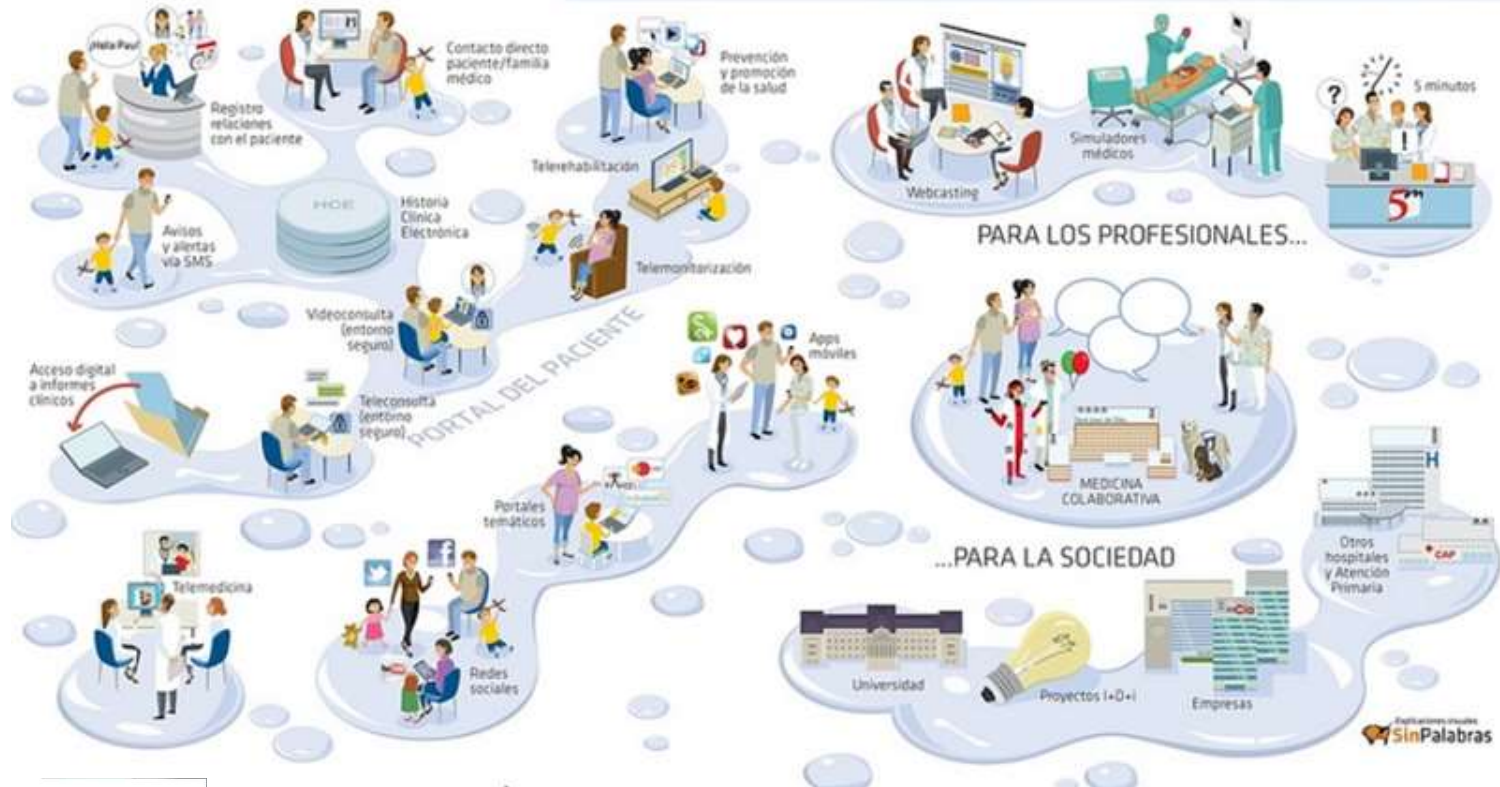 ¡Hola Pau!
Registro
relaciones
con el paciente
Contacto directo
paciente/familia
médico
Prevención
y promoción
de la salud
Telerehabilitación
HCE
Historia
Clínica
Electrónica
Avisos
y alertas
vía SMS
Telemonitorización
Videoconsulta
(entorno
seguro)
PORTAL DEL PACIENTE
Acceso digital
a informes
clínicos
Teleconsulta
(entorno
seguro)
Apps
móviles
Portales
temáticos
Telemedicina
Redes
sociales
Webcasting
Simuladores
médicos
?
!
5 minutos
5
PARA LOS PROFESIONALES...
MEDICINA
COLABORATIVA
...PARA LA SOCIEDAD
H
CAP
Otros
hospitales
y Atención
Primaria
Universidad
Proyectos I+D+i
Empresas
Explicaciones visuales
SinPalabras